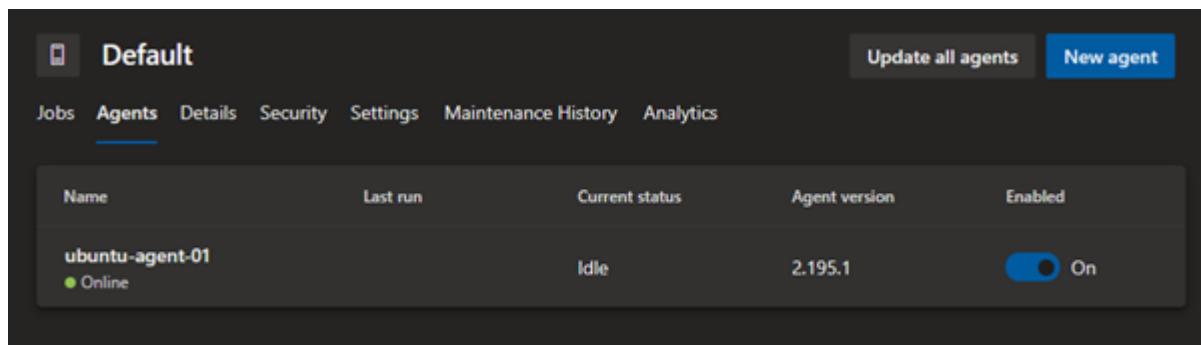 Default
Update all agents
New agent
Jobs Agents Details Security Settings Maintenance History Analytics
Name Last run Current status Agent version Enabled
ubuntu-agent-01
Online
Idle 2.195.1 On